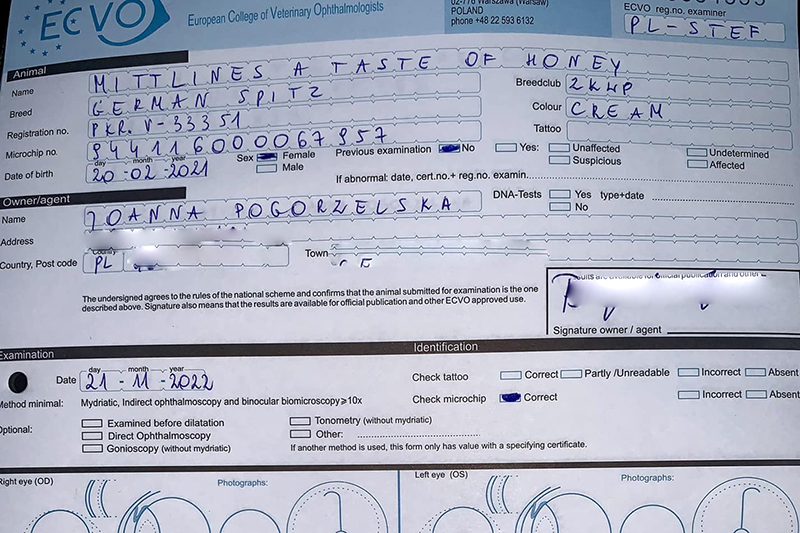 ECVO
European College of Veterinary Ophthalmologists
02-776 Warszawa (Warsaw)
POLAND
phone +48 22 593 6132
ECVO reg.no. examiner
PL-STEF
Animal
Name MITTLINES A TASTE OF HONEY
Breed GERMAN SPITZ
Breedclub ZKWP
Registration no. PKR. V-33351
Colour CREAM
Microchip no. 944116000067957
Tattoo
day month year
Date of birth 20-02-2021
Sex Female
Male
Previous examination No
Yes: Unaffected Undetermined
Suspicious Affected
If abnormal: date, cert.no.+ reg.no. examin.
Owner/agent
DNA-Tests Yes type+date
No
Name JOANNA POGORZELSKA
Address
Country
Country, Post code PL
Town
The undersigned agrees to the rules of the national scheme and confirms that the animal submitted for examination is the one
described above. Signature also means that the results are available for official publication and other ECVO approved use.
Signature owner / agent
Examination
Identification
day month year
Date 21-11-2022
Check tattoo Correct Partly /Unreadable Incorrect Absent
Method minimal: Mydriatic, Indirect ophthalmoscopy and binocular biomicroscopy ≥10x
Check microchip Correct Incorrect Absent
Optional: Examined before dilatation
Direct Ophthalmoscopy
Gonioscopy (without mydriatic)
Tonometry (without mydriatic)
Other:
If another method is used, this form only has value with a specifying certificate.
Right eye (OD) Photographs:
Left eye (OS) Photographs: